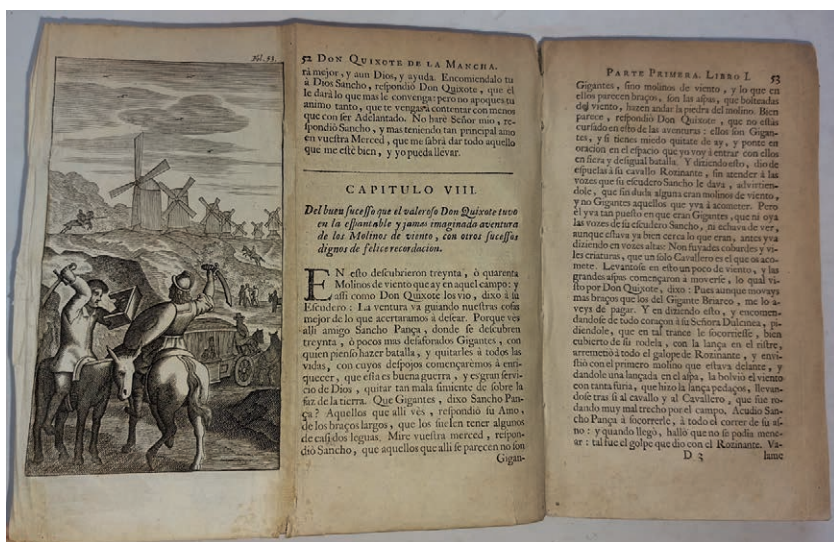 Fol. 53.
52 DON QUIXOTE DE LA MANCHA.
rà mejor, y aun Dios, y ayuda. Encomiendalo tu
à Dios Sancho, respondió Don Quixote, que èl
le darà lo que mas le convenga: pero no apoques tu
animo tanto, que te vengas à contentar con menos
que con ser Adelantado. No harè Señor mio, res-
pondiò Sancho, y mas teniendo tan principal amo
en vuestra Merced, que me sabrà dar todo aquello
que me estè bien, y yo pueda llevar.
CAPITULO VIII.
Del buen sucesso que el valeroso Don Quixote tuvo
en la espantable y jamas imaginado aventura
de los Molinos de viento, con otros sucessos
dignos de felice recordacion.
EN esto descubrieron treynta, ò quarenta
Molinos de viento que ay en aquel campo: y
assi como Don Quixote los vio, dixo à su
Escudero: La ventura va guiando nuestras cosas
mejor de lo que acertaramos à desear. Porque ves
alli amigo Sancho Pança, donde se descubren
treynta, ò pocos mas desaforados Gigantes, con
quien pienso hazer batalla, y quitarles à todos las
vidas, con cuyos despojos començarèmos à enri-
quecer, que esta es buena guerra, y es gran servi-
cio de Dios, quitar tan mala simiente de sobre la
faz de la tierra. Que Gigantes, dixo Sancho Pan-
ça? Aquellos que alli vès, respondió su Amo,
de los braços largos, que los suelen tener algunos
de casi dos leguas. Mire vuestra merced, respon-
diò Sancho, que aquellos que alli se parecen no son
Gigan-
PARTE PRIMERA. LIBRO I. 53
Gigantes, sino molinos de viento, y lo que en
ellos parecen braços, son las aspas, que bolteadas
del viento, hazen andar la piedra del molino. Bien
parece, respondió Don Quixote, que no estàs
cursado en esto de las aventuras: ellos son Gigan-
tes, y si tienes miedo quitate de ay, y ponte en
oracion en el espacio que yo voy à entrar con ellos
en fiera y desigual batalla. Y diziendo esto, dio de
espuelas à su cavallo Rozinante, sin atender à las
vozes que su escudero Sancho le dava, advirtien-
dole, que sin duda alguna eran molinos de viento,
y no Gigantes aquellos que yva à acometer. Pero
èl yva tan puesto en que eran Gigantes, que ni oya
las vozes de su escudero Sancho, ni echava de ver,
aunque estava ya bien cerca lo que eran, antes yva
diziendo en vozes altas: Non fuyades cobardes y vi-
les criaturas, que un solo Cavallero es el que os aco-
mete. Levantose en esto un poco de viento, y las
grandes aspas començaron à moverse, lo qual vi-
sto por Don Quixote, dixo: Pues aunque movays
mas braços que los del Gigante Briareo, me lo a-
veys de pagar. Y en diziendo esto, y encomen-
dandose de todo coraçon à su Señora Dulcinea, pi-
diendole, que en tal trance le socorriesse, bien
cubierto de su rodela, con la lança en el ristre,
arremetiò à todo el galope de Rozinante, y envi-
stiò con el primero molino que estava delante, y
dandole una lançada en el aspa, la bolviò el viento
con tanta furia, que hizo la lança pedaços, llevan-
dose tras si al cavallo y al Cavallero, que fue ro-
dando muy mal trecho por el campo. Acudio San-
cho Pança à socorrerle, à todo el correr de su as-
no: y quando llegò, hallò que no se podia mene-
ar: tal fue el golpe que dio con el Rozinante. Va-
D 3 lame